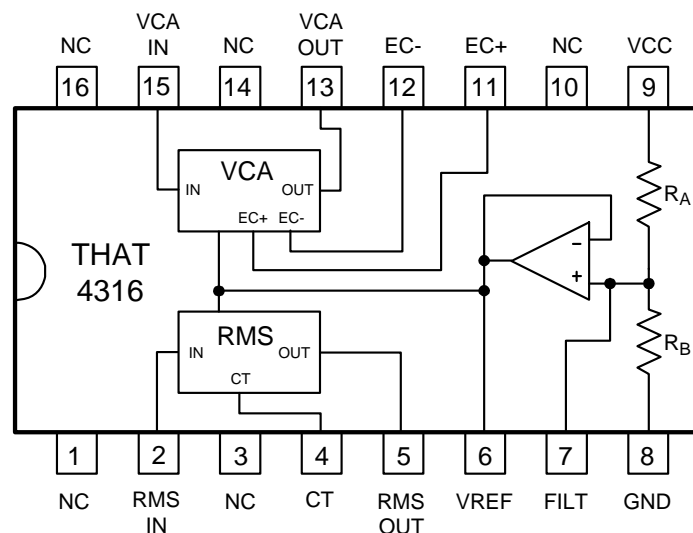 NC VCA IN NC VCA OUT EC- EC+ NC VCC
16 15 14 13 12 11 10 9
VCA
IN OUT
EC+ EC-
RA
THAT
4316
−
+
RMS
IN OUT
CT
RB
1 2 3 4 5 6 7 8
NC RMS IN NC CT RMS OUT VREF FILT GND